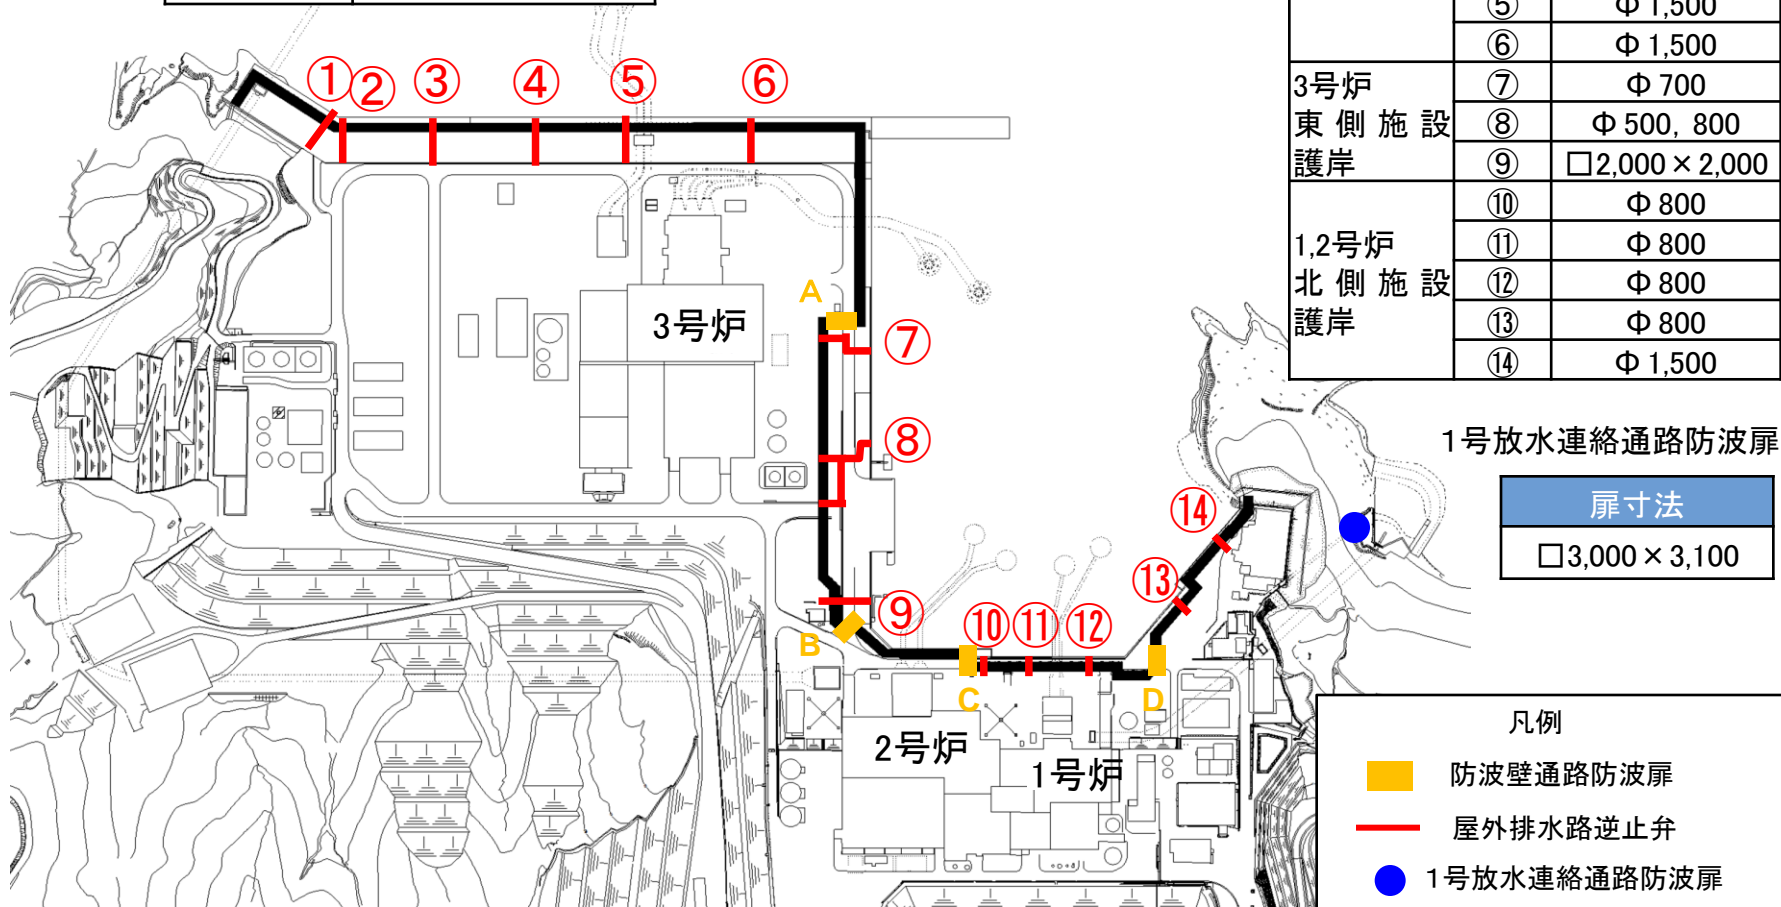 ⑤ Φ 1,500
⑥ Φ 1,500
3号炉
東側施設
護岸
⑦ Φ 700
⑧ Φ 500, 800
⑨ □2,000 × 2,000
1,2号炉
北側施設
護岸
⑩ Φ 800
⑪ Φ 800
⑫ Φ 800
⑬ Φ 800
⑭ Φ 1,500
① ② ③ ④ ⑤ ⑥
A
3号炉
⑦
⑧
1号放水連絡通路防波扉
扉寸法
□3,000 × 3,100
⑭
⑬
⑨
B
⑩ ⑪ ⑫
C
D
2号炉
1号炉
凡例
防波壁通路防波扉
屋外排水路逆止弁
1号放水連絡通路防波扉